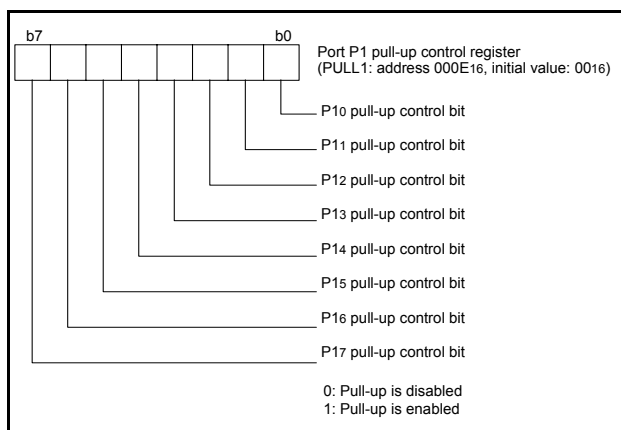 b7 b0
Port P1 pull-up control register
(PULL1: address 000E16, initial value: 0016)
P10 pull-up control bit
P11 pull-up control bit
P12 pull-up control bit
P13 pull-up control bit
P14 pull-up control bit
P15 pull-up control bit
P16 pull-up control bit
P17 pull-up control bit
0: Pull-up is disabled
1: Pull-up is enabled